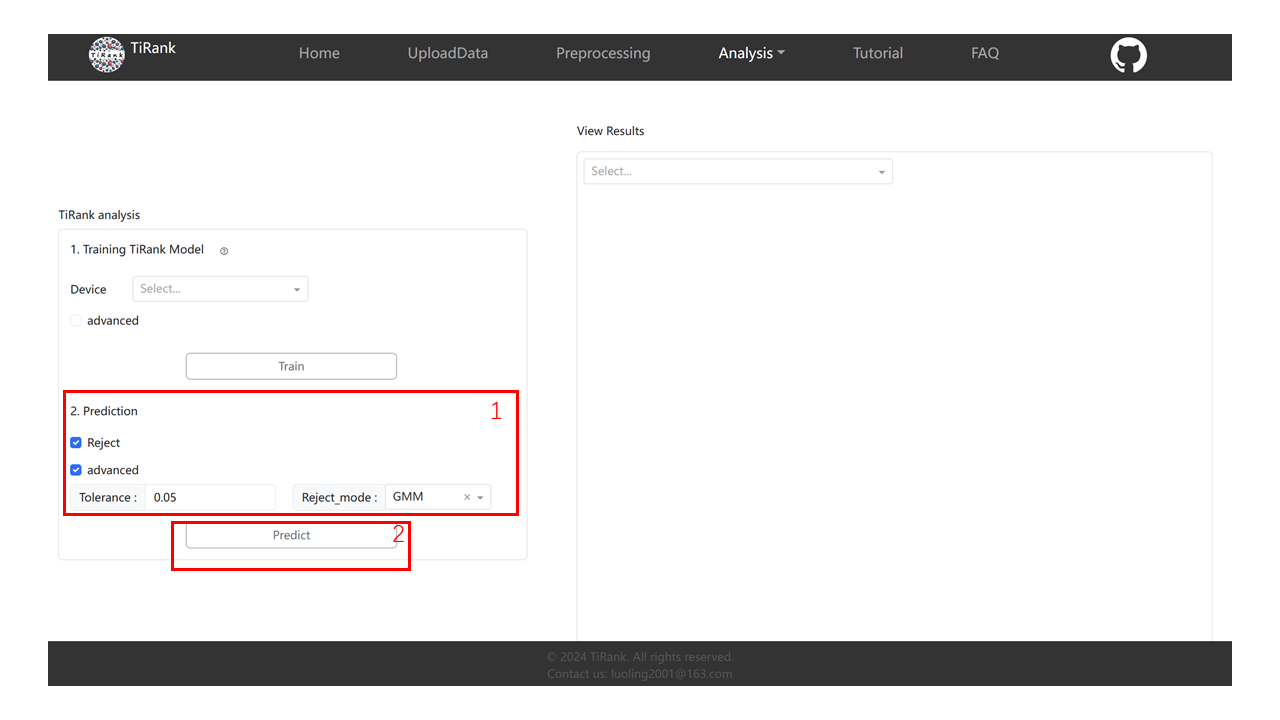 TiRank
TiRank Home UploadData Preprocessing Analysis Tutorial FAQ
View Results
Select...
TiRank analysis
1. Training TiRank Model
Device Select...
advanced
Train
2. Prediction 1
Reject
advanced
Tolerance : 0.05 Reject_mode : GMM
Predict 2
© 2024 TiRank. All rights reserved.
Contact us: luoling2001@163.com